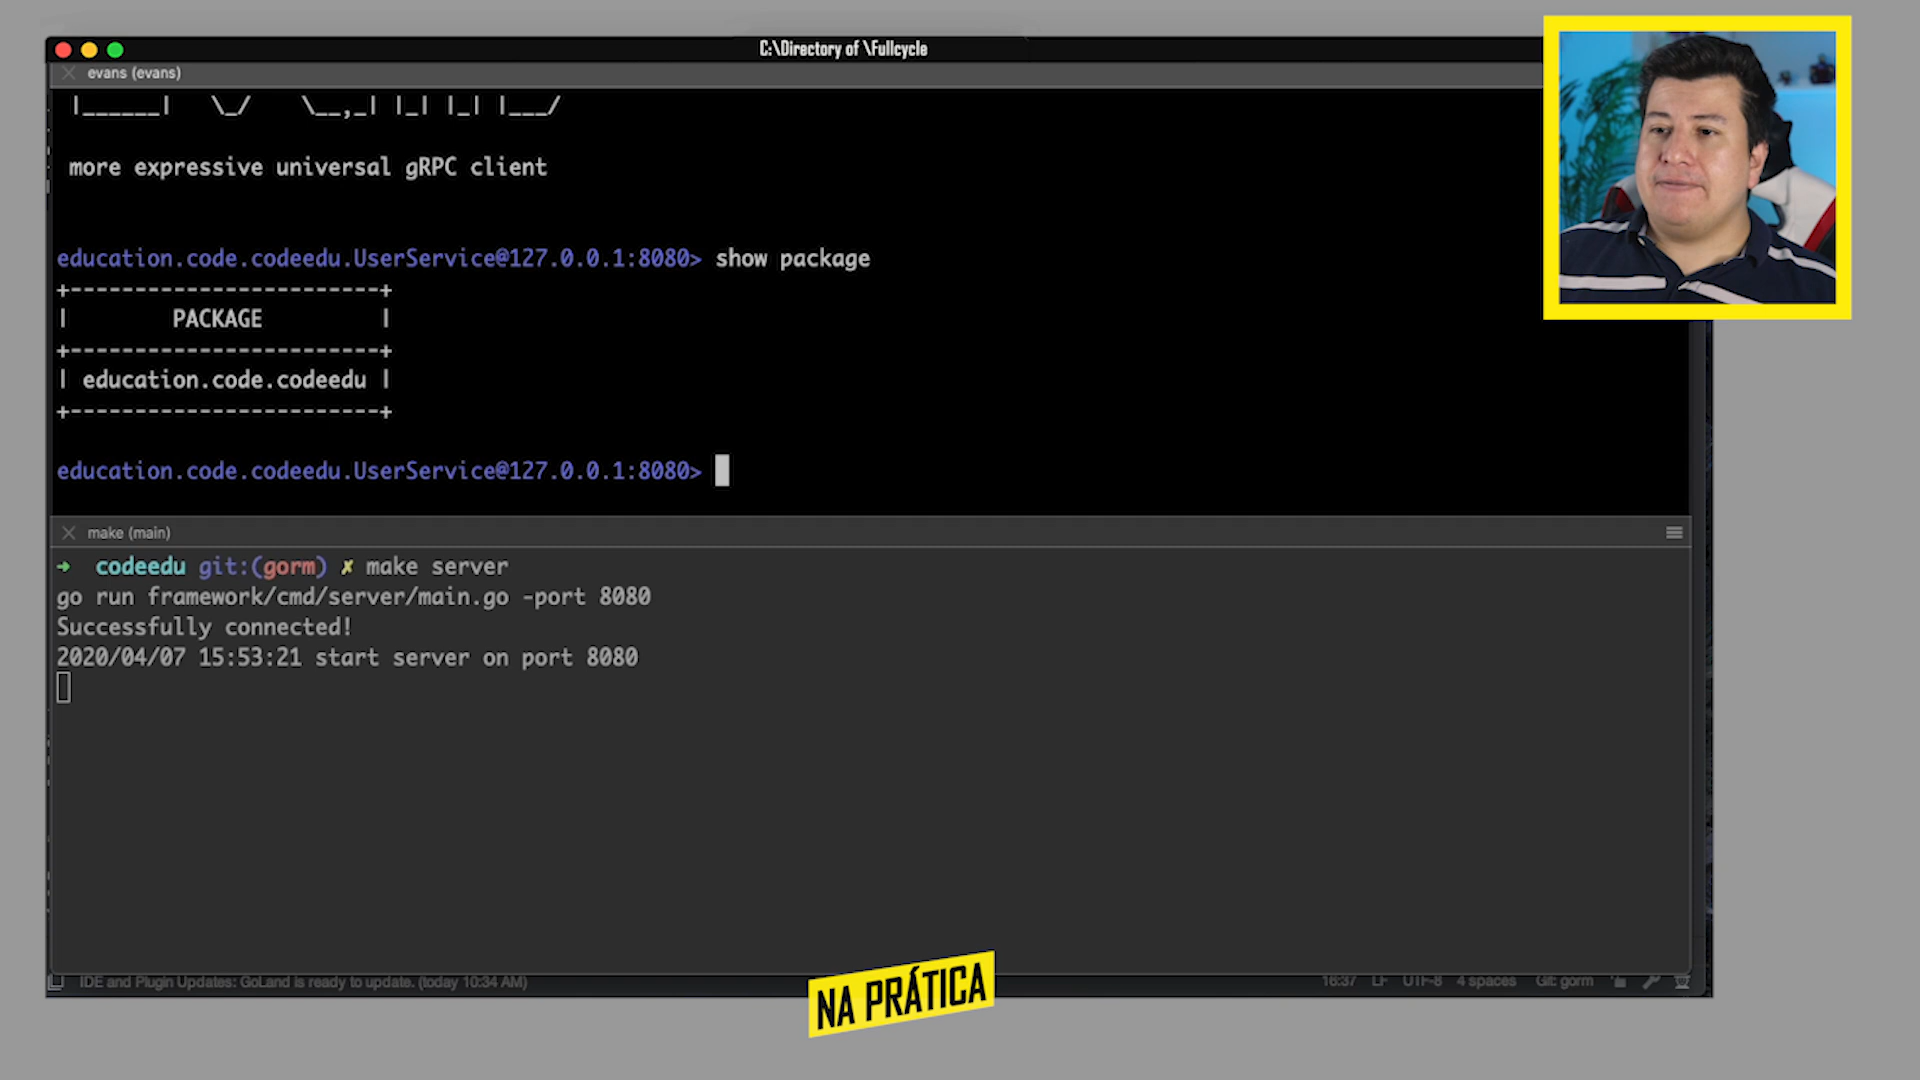 C:\Directory of \Fullcycle
evans (evans)
|______|   \_/    \__,_| |_| |_| |___/
more expressive universal gRPC client
education.code.codeedu.UserService@127.0.0.1:8080> show package
+------------------------+
|        PACKAGE         |
+------------------------+
| education.code.codeedu |
+------------------------+
education.code.codeedu.UserService@127.0.0.1:8080>
make (main)
➜  codeedu git:(gorm) ✗ make server
go run framework/cmd/server/main.go -port 8080
Successfully connected!
2020/04/07 15:53:21 start server on port 8080
IDE and Plugin Updates: GoLand is ready to update. (today 10:34 AM)
16:37 LF UTF-8 4 spaces Git: gorm
NA PRÁTICA